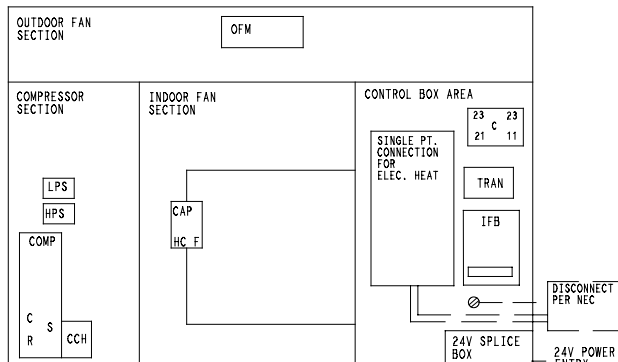 OUTDOOR FAN
SECTION
OFM
COMPRESSOR
SECTION
LPS
HPS
COMP
C
S
R
CCH
INDOOR FAN
SECTION
CAP
HC F
CONTROL BOX AREA
SINGLE PT.
CONNECTION
FOR
ELEC. HEAT
23 23
C
21 11
TRAN
IFB
DISCONNECT
PER NEC
24V SPLICE
BOX
24V POWER
ENTRY